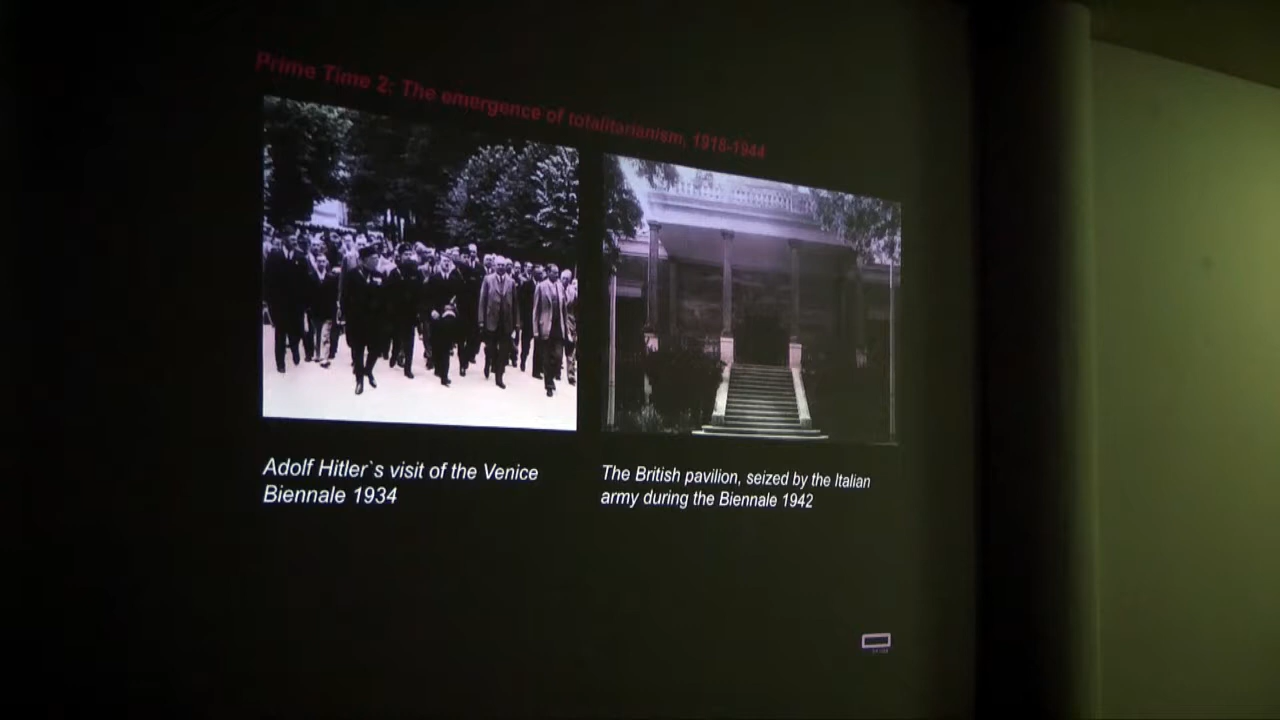 Prime Time 2: The emergence of totalitarianism, 1918-1944
Adolf Hitler`s visit of the Venice
Biennale 1934
The British pavilion, seized by the Italian
army during the Biennale 1942